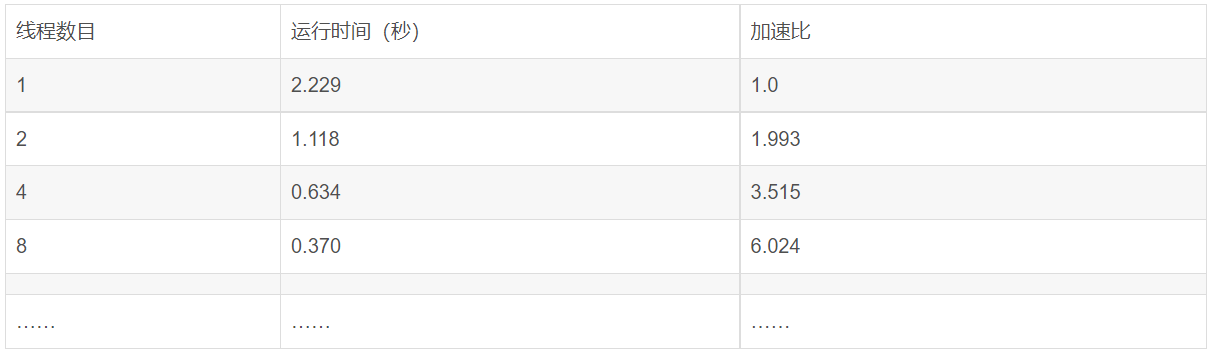 线程数目 运行时间（秒） 加速比
1 2.229 1.0
2 1.118 1.993
4 0.634 3.515
8 0.370 6.024
…… …… ……